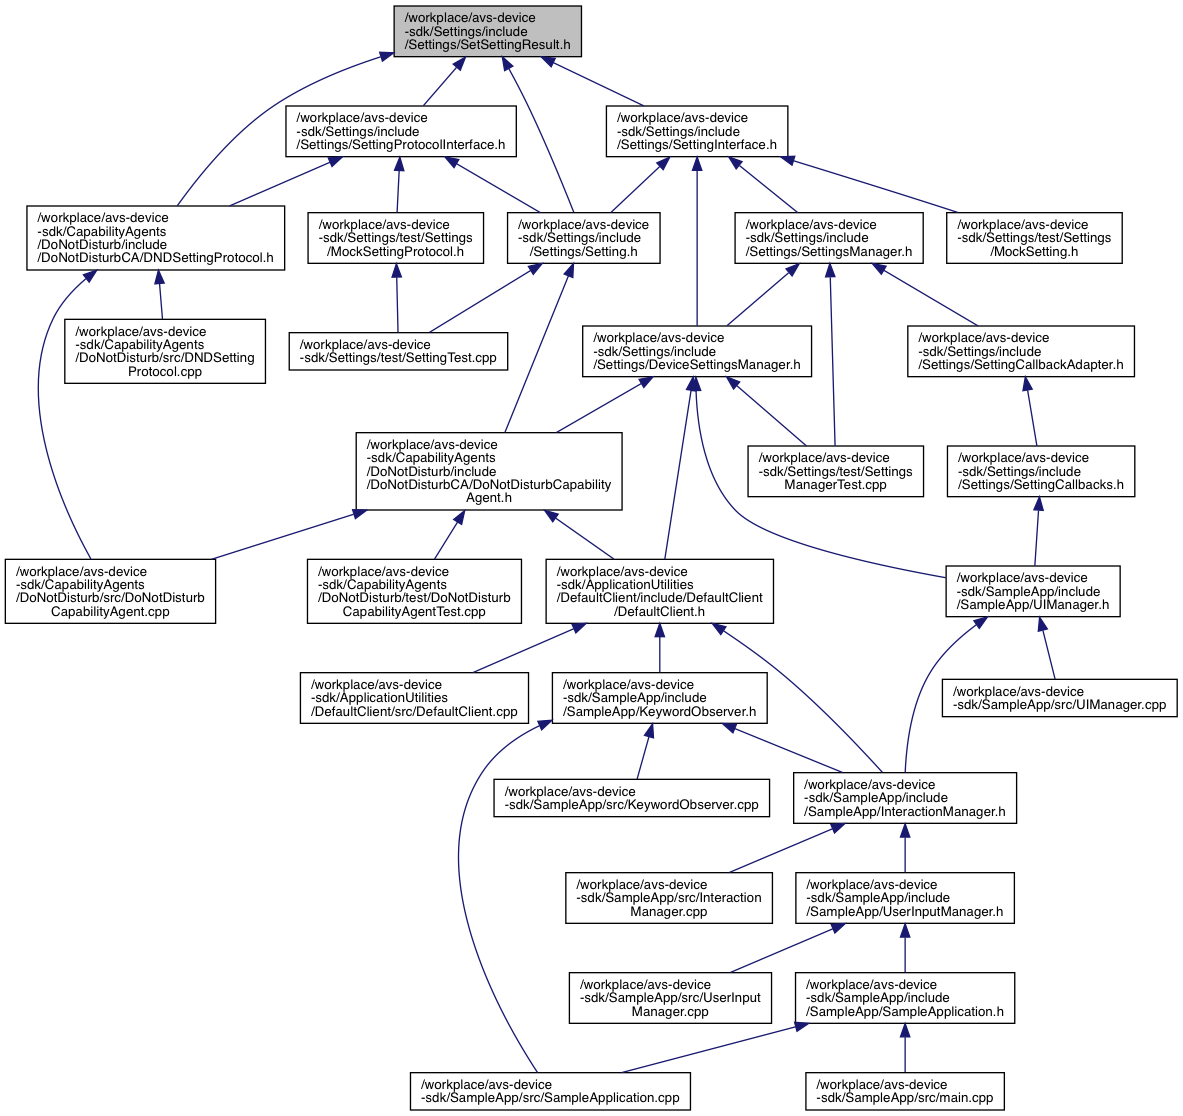 /workplace/avs-device
-sdk/Settings/include
/Settings/SetSettingResult.h
/workplace/avs-device
-sdk/Settings/include
/Settings/SettingProtocolInterface.h
/workplace/avs-device
-sdk/Settings/include
/Settings/SettingInterface.h
/workplace/avs-device
-sdk/CapabilityAgents
/DoNotDisturb/include
/DoNotDisturbCA/DNDSettingProtocol.h
/workplace/avs-device
-sdk/Settings/test/Settings
/MockSettingProtocol.h
/workplace/avs-device
-sdk/Settings/include
/Settings/Setting.h
/workplace/avs-device
-sdk/Settings/include
/Settings/SettingsManager.h
/workplace/avs-device
-sdk/Settings/test/Settings
/MockSetting.h
/workplace/avs-device
-sdk/CapabilityAgents
/DoNotDisturb/src/DNDSetting
Protocol.cpp
/workplace/avs-device
-sdk/Settings/test/SettingTest.cpp
/workplace/avs-device
-sdk/Settings/include
/Settings/DeviceSettingsManager.h
/workplace/avs-device
-sdk/Settings/include
/Settings/SettingCallbackAdapter.h
/workplace/avs-device
-sdk/CapabilityAgents
/DoNotDisturb/include
/DoNotDisturbCA/DoNotDisturbCapability
Agent.h
/workplace/avs-device
-sdk/Settings/test/Settings
ManagerTest.cpp
/workplace/avs-device
-sdk/Settings/include
/Settings/SettingCallbacks.h
/workplace/avs-device
-sdk/CapabilityAgents
/DoNotDisturb/src/DoNotDisturb
CapabilityAgent.cpp
/workplace/avs-device
-sdk/CapabilityAgents
/DoNotDisturb/test/DoNotDisturb
CapabilityAgentTest.cpp
/workplace/avs-device
-sdk/ApplicationUtilities
/DefaultClient/include/DefaultClient
/DefaultClient.h
/workplace/avs-device
-sdk/SampleApp/include
/SampleApp/UIManager.h
/workplace/avs-device
-sdk/ApplicationUtilities
/DefaultClient/src/DefaultClient.cpp
/workplace/avs-device
-sdk/SampleApp/include
/SampleApp/KeywordObserver.h
/workplace/avs-device
-sdk/SampleApp/src/UIManager.cpp
/workplace/avs-device
-sdk/SampleApp/src/KeywordObserver.cpp
/workplace/avs-device
-sdk/SampleApp/include
/SampleApp/InteractionManager.h
/workplace/avs-device
-sdk/SampleApp/src/Interaction
Manager.cpp
/workplace/avs-device
-sdk/SampleApp/include
/SampleApp/UserInputManager.h
/workplace/avs-device
-sdk/SampleApp/src/UserInput
Manager.cpp
/workplace/avs-device
-sdk/SampleApp/include
/SampleApp/SampleApplication.h
/workplace/avs-device
-sdk/SampleApp/src/SampleApplication.cpp
/workplace/avs-device
-sdk/SampleApp/src/main.cpp